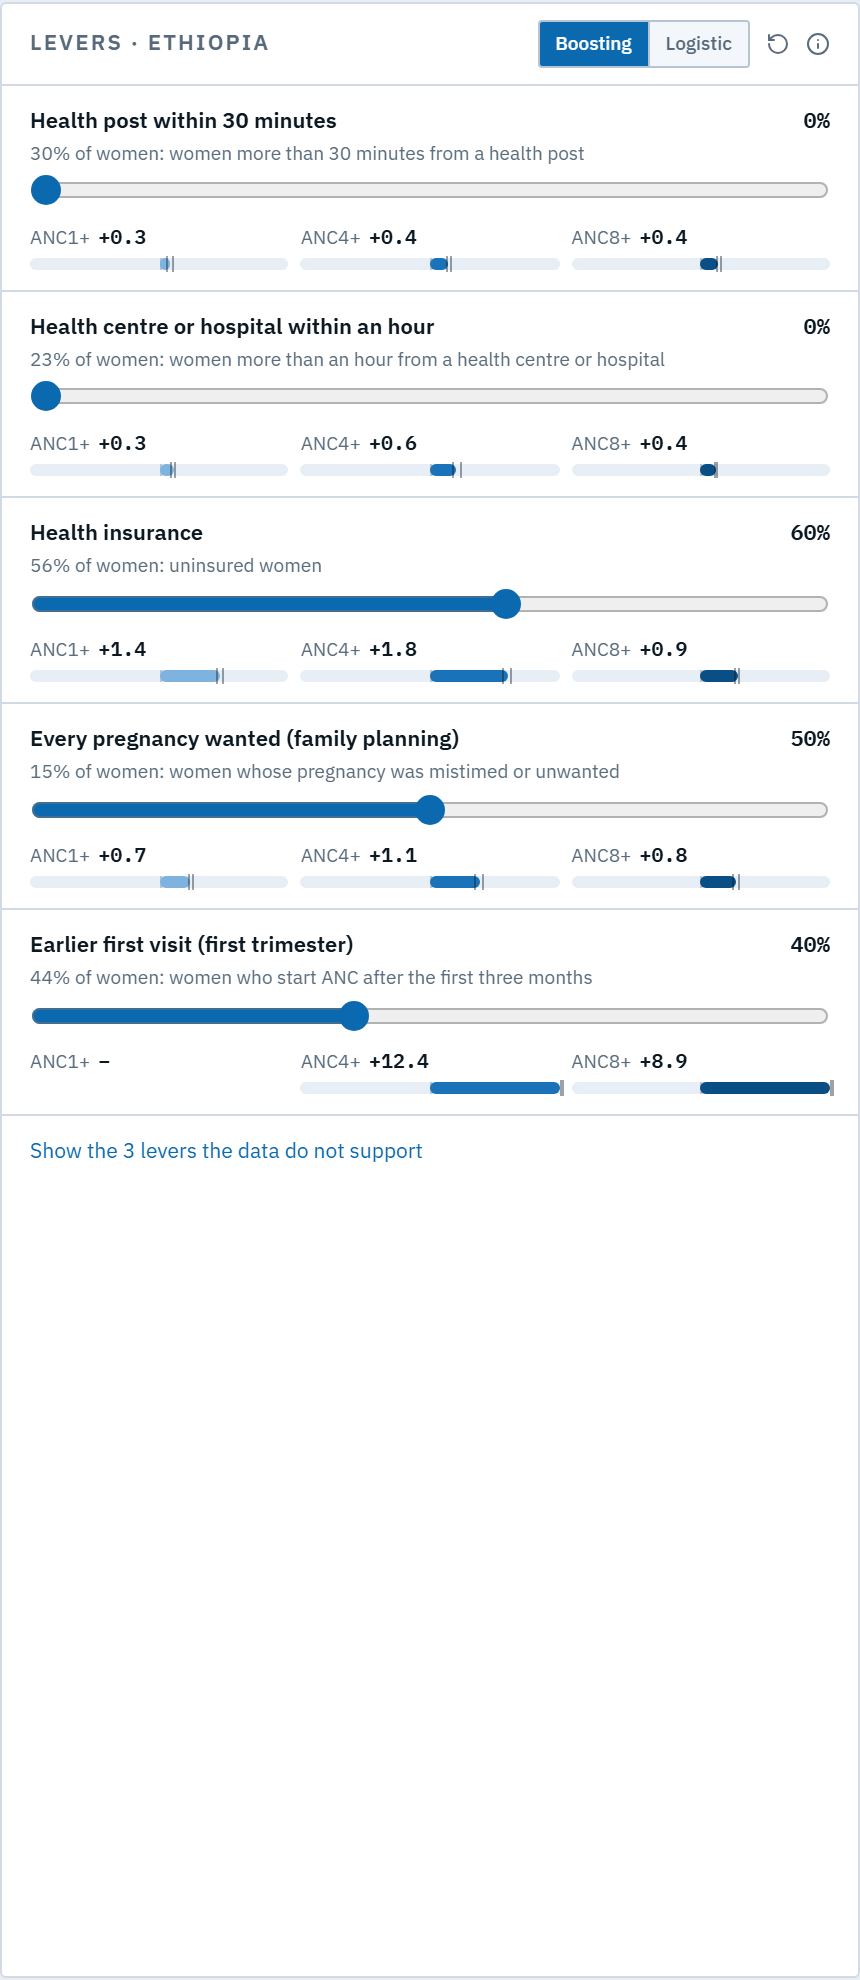 LEVERS · ETHIOPIA
Boosting Logistic
Health post within 30 minutes 0%
30% of women: women more than 30 minutes from a health post
ANC1+ +0.3 ANC4+ +0.4 ANC8+ +0.4
Health centre or hospital within an hour 0%
23% of women: women more than an hour from a health centre or hospital
ANC1+ +0.3 ANC4+ +0.6 ANC8+ +0.4
Health insurance 60%
56% of women: uninsured women
ANC1+ +1.4 ANC4+ +1.8 ANC8+ +0.9
Every pregnancy wanted (family planning) 50%
15% of women: women whose pregnancy was mistimed or unwanted
ANC1+ +0.7 ANC4+ +1.1 ANC8+ +0.8
Earlier first visit (first trimester) 40%
44% of women: women who start ANC after the first three months
ANC1+ – ANC4+ +12.4 ANC8+ +8.9
Show the 3 levers the data do not support